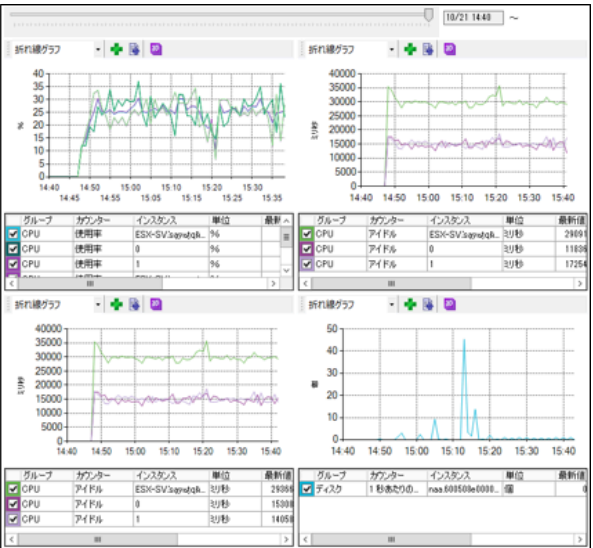 10/21 14:40 ～
折れ線グラフ
折れ線グラフ
40
35
30
25
20
15
10
5
0
%
14:40 14:50 15:00 15:10 15:20 15:30
14:45 14:55 15:05 15:15 15:25 15:35
40000
35000
30000
25000
20000
15000
10000
5000
0
ミリ秒
14:40 14:50 15:00 15:10 15:20 15:30 15:40
グループ カウンター インスタンス 単位 最新
CPU 使用率 %
CPU 使用率 0 %
CPU 使用率 1 %
グループ カウンター インスタンス 単位 最新値
CPU アイドル ミリ秒 29091
CPU アイドル 0 ミリ秒 11836
CPU アイドル 1 ミリ秒 17254
折れ線グラフ
折れ線グラフ
40000
35000
30000
25000
20000
15000
10000
5000
0
ミリ秒
14:40 14:50 15:00 15:10 15:20 15:30 15:40
50
40
30
20
10
0
個
14:40 14:50 15:00 15:10 15:20 15:30 15:40
グループ カウンター インスタンス 単位 最新値
CPU アイドル ミリ秒 29366
CPU アイドル 0 ミリ秒 15308
CPU アイドル 1 ミリ秒 14058
グループ カウンター インスタンス 単位 最新値
ディスク 1 秒あたりの... naa.600508e0000... 個 0